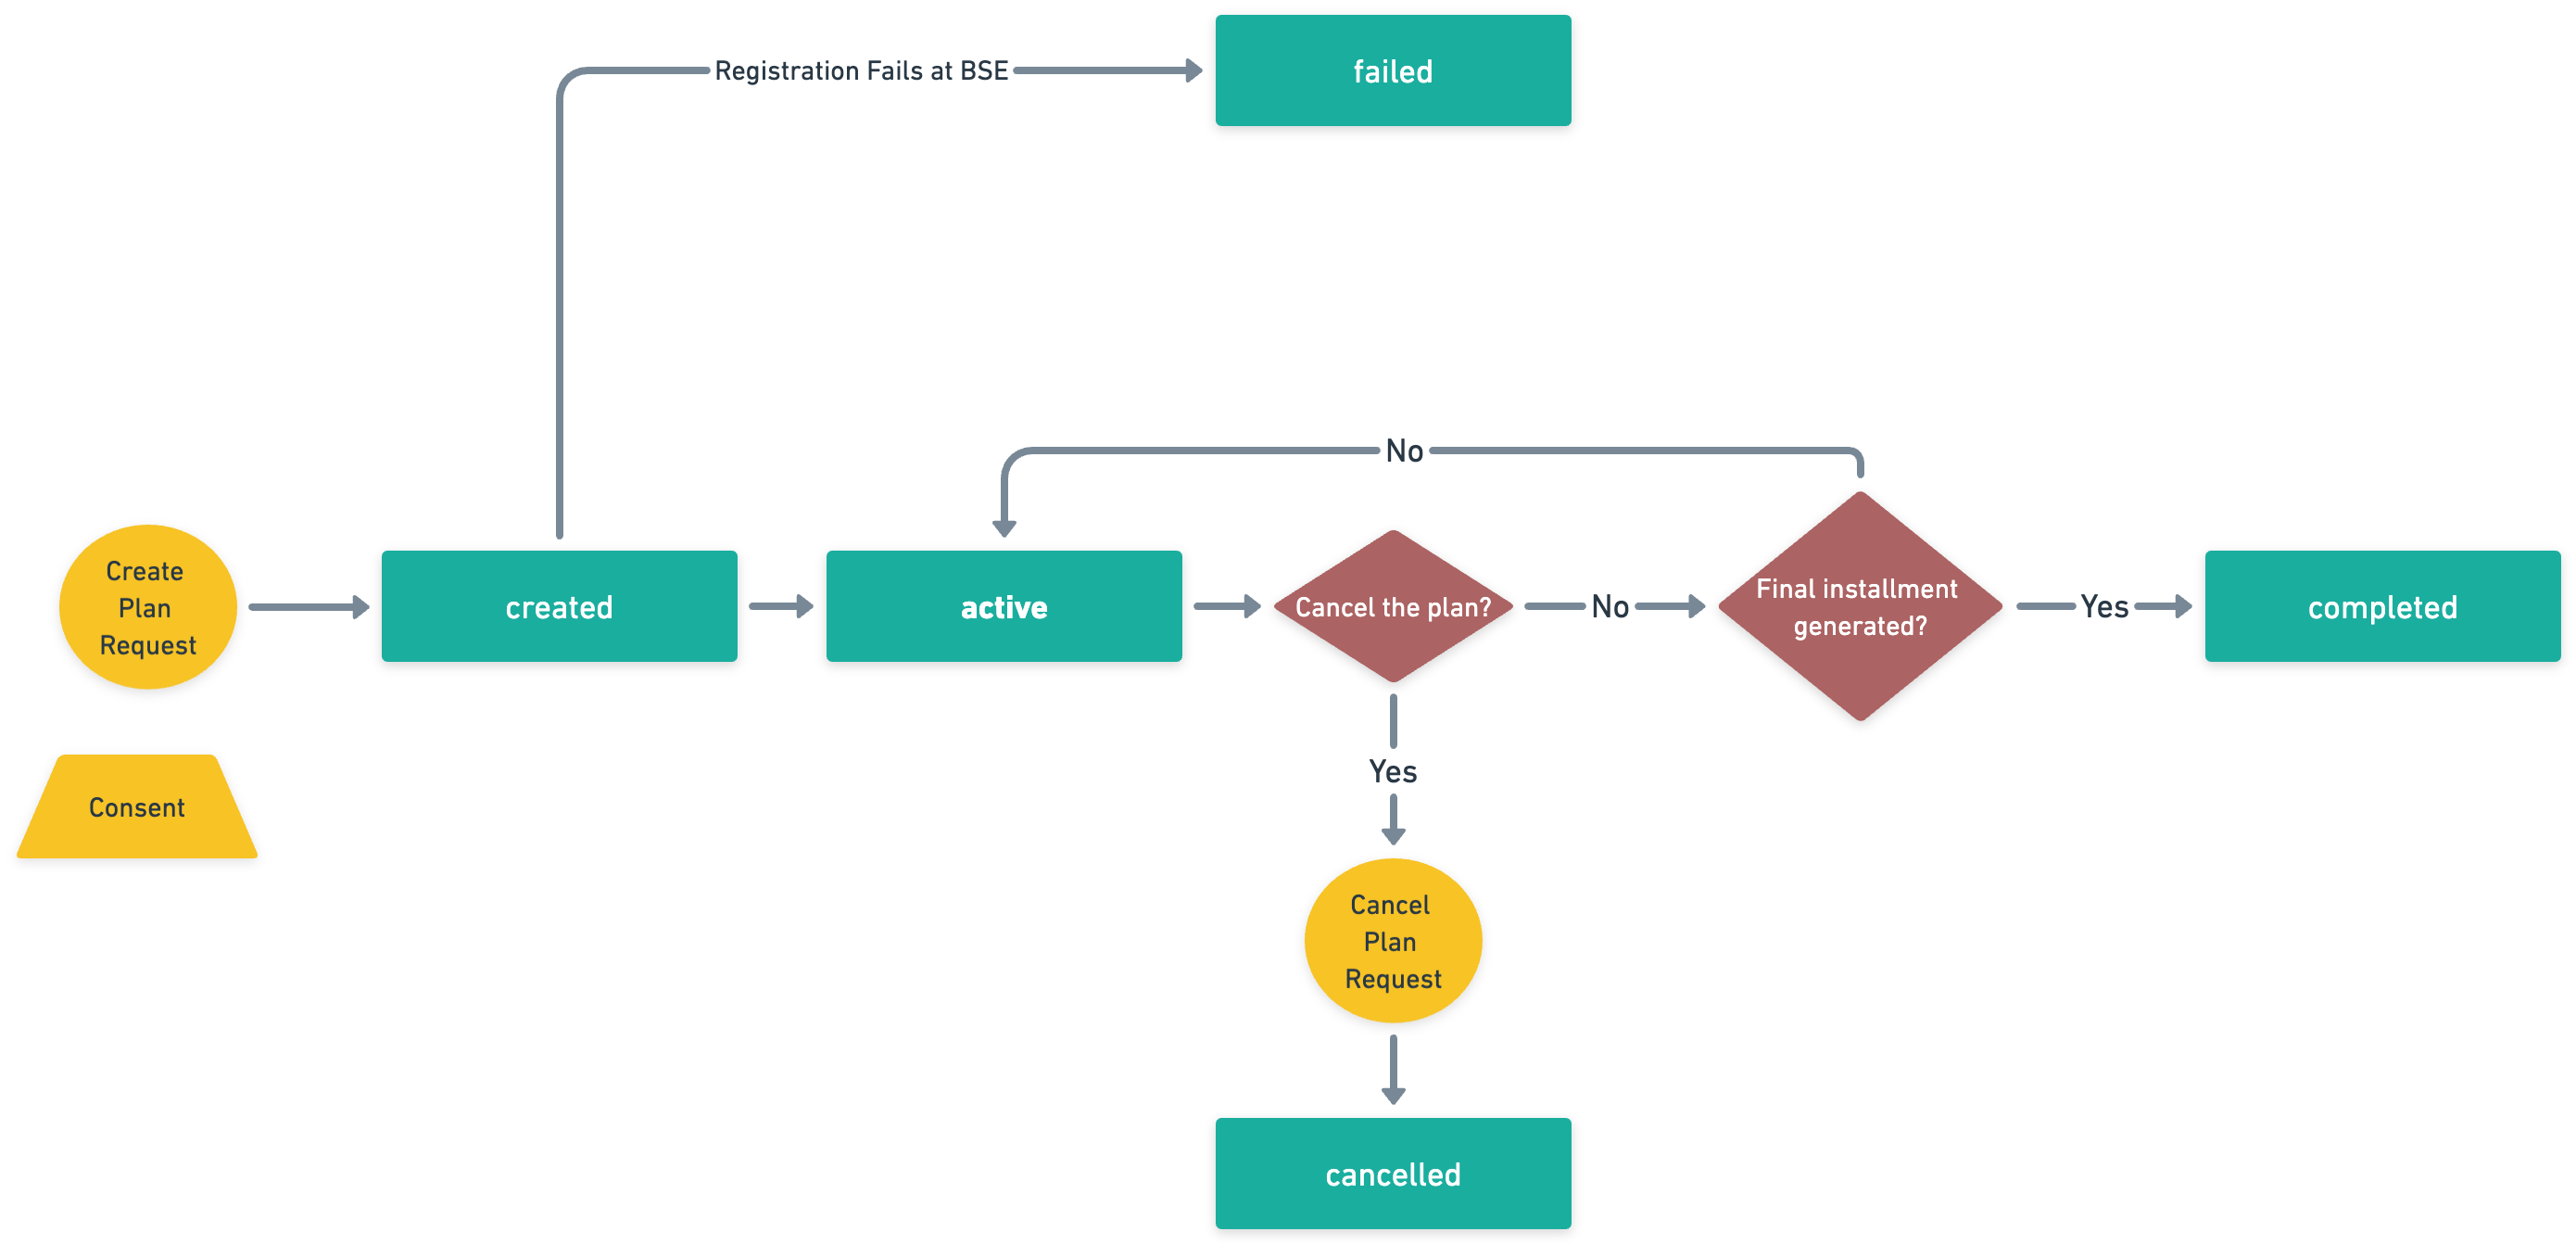 Registration Fails at BSE
failed
No
Create
Plan
Request
created
active
Cancel the plan?
No
Final installment
generated?
Yes
completed
Consent
Yes
Cancel
Plan
Request
cancelled